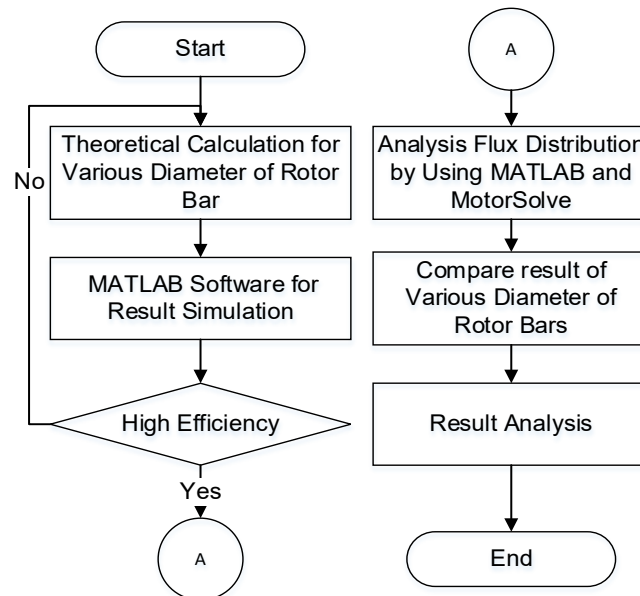 Start
No
Theoretical Calculation for
Various Diameter of Rotor
Bar
MATLAB Software for
Result Simulation
High Efficiency
Yes
A
A
Analysis Flux Distribution
by Using MATLAB and
MotorSolve
Compare result of
Various Diameter of
Rotor Bars
Result Analysis
End